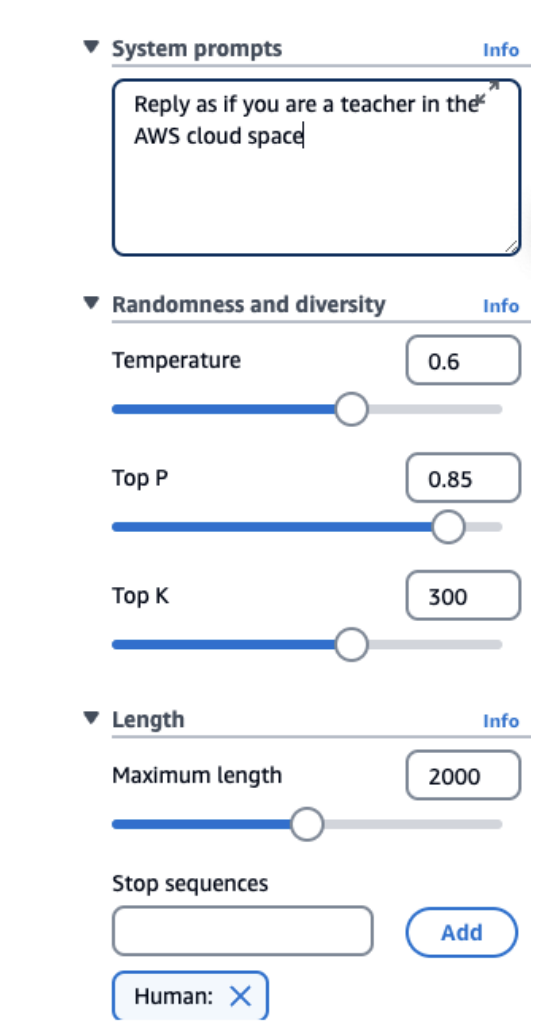 System prompts Info
Reply as if you are a teacher in the
AWS cloud space
Randomness and diversity Info
Temperature 0.6
Top P 0.85
Top K 300
Length Info
Maximum length 2000
Stop sequences
Add
Human: